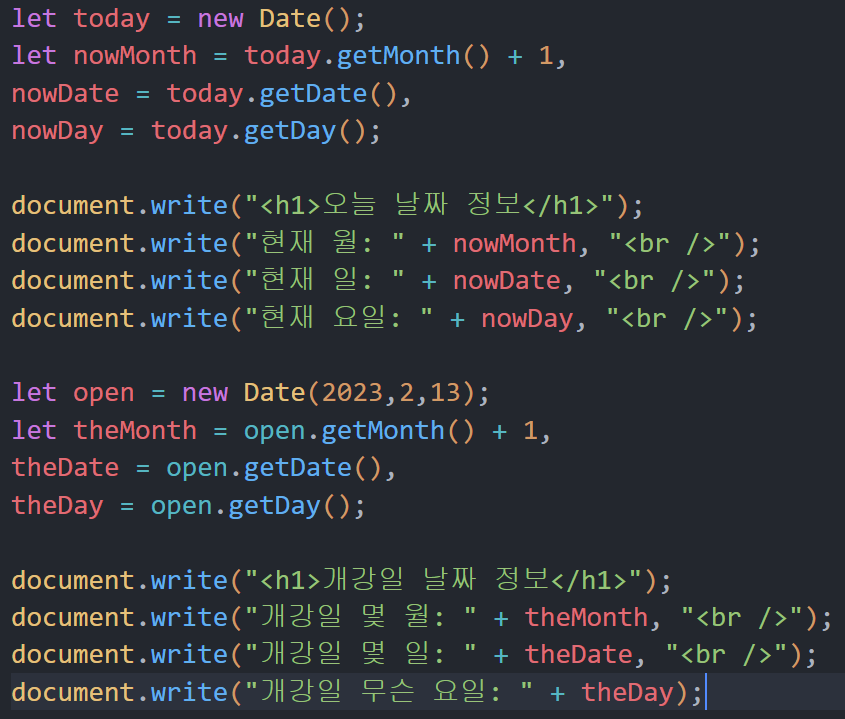 let today = new Date();
let nowMonth = today.getMonth() + 1,
nowDate = today.getDate(),
nowDay = today.getDay();
document.write("<h1>오늘 날짜 정보</h1>");
document.write("현재 월: " + nowMonth, "<br />");
document.write("현재 일: " + nowDate, "<br />");
document.write("현재 요일: " + nowDay, "<br />");
let open = new Date(2023,2,13);
let theMonth = open.getMonth() + 1,
theDate = open.getDate(),
theDay = open.getDay();
document.write("<h1>개강일 날짜 정보</h1>");
document.write("개강일 몇 월: " + theMonth, "<br />");
document.write("개강일 몇 일: " + theDate, "<br />");
document.write("개강일 무슨 요일: " + theDay);